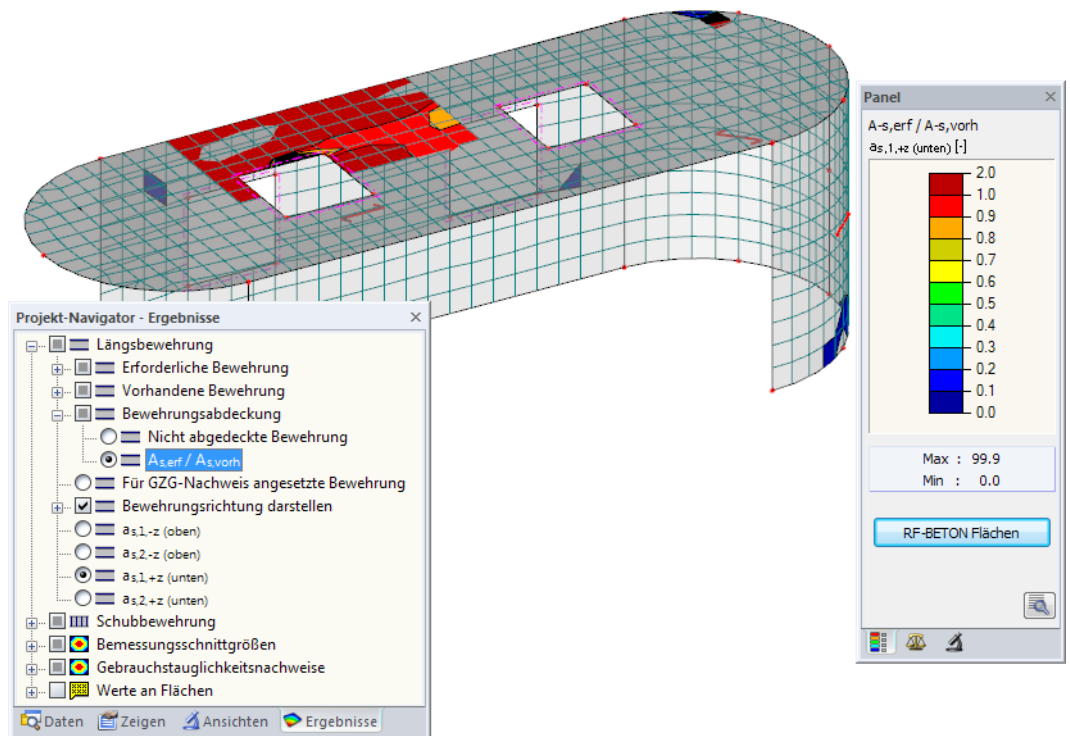 Panel
A-s,erf / A-s,vorh
as,1,+z (unten) [-]
2.0
1.0
0.9
0.8
0.7
0.6
0.5
0.4
0.3
0.2
0.1
0.0
Max : 99.9
Min : 0.0
RF-BETON Flächen
Projekt-Navigator - Ergebnisse
Längsbewehrung
Erforderliche Bewehrung
Vorhandene Bewehrung
Bewehrungsabdeckung
Nicht abgedeckte Bewehrung
As,erf / As,vorh
Für GZG-Nachweis angesetzte Bewehrung
Bewehrungsrichtung darstellen
as,1,-z (oben)
as,2,-z (oben)
as,1,+z (unten)
as,2,+z (unten)
Schubbewehrung
Bemessungsschnittgrößen
Gebrauchstauglichkeitsnachweise
Werte an Flächen
Daten Zeigen Ansichten Ergebnisse